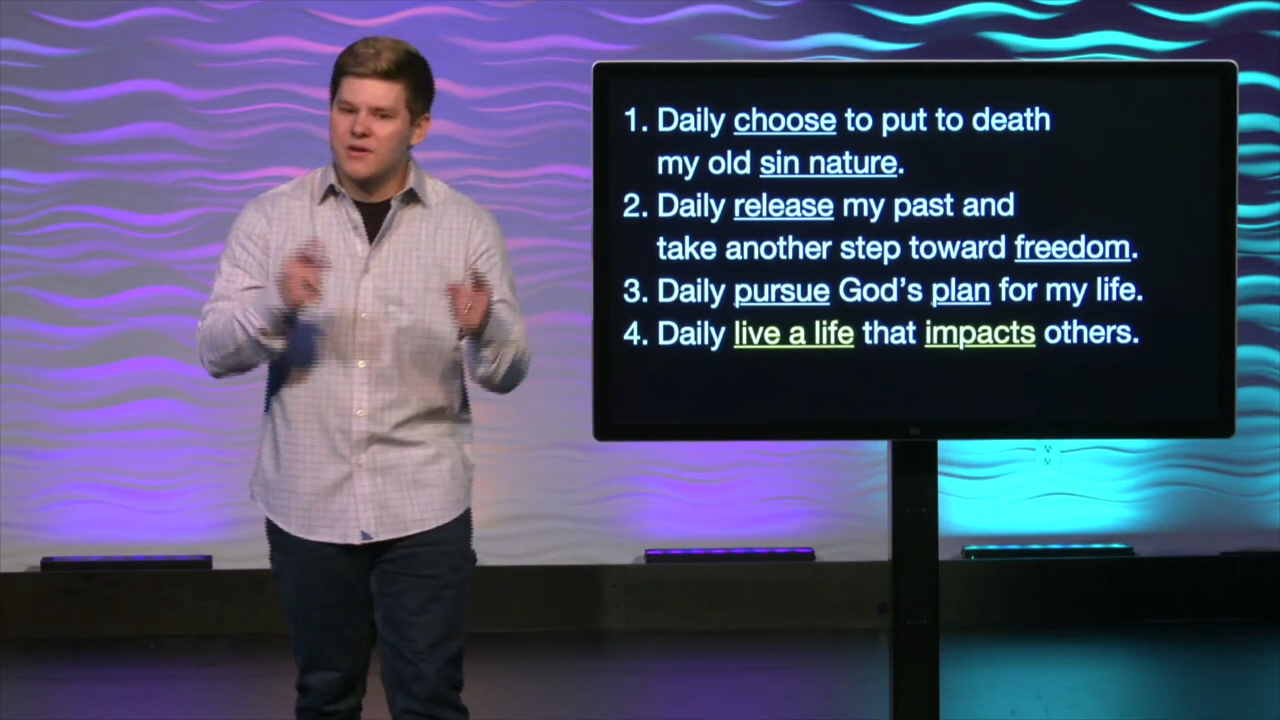 1. Daily choose to put to death
my old sin nature.
2. Daily release my past and
take another step toward freedom.
3. Daily pursue God's plan for my life.
4. Daily live a life that impacts others.